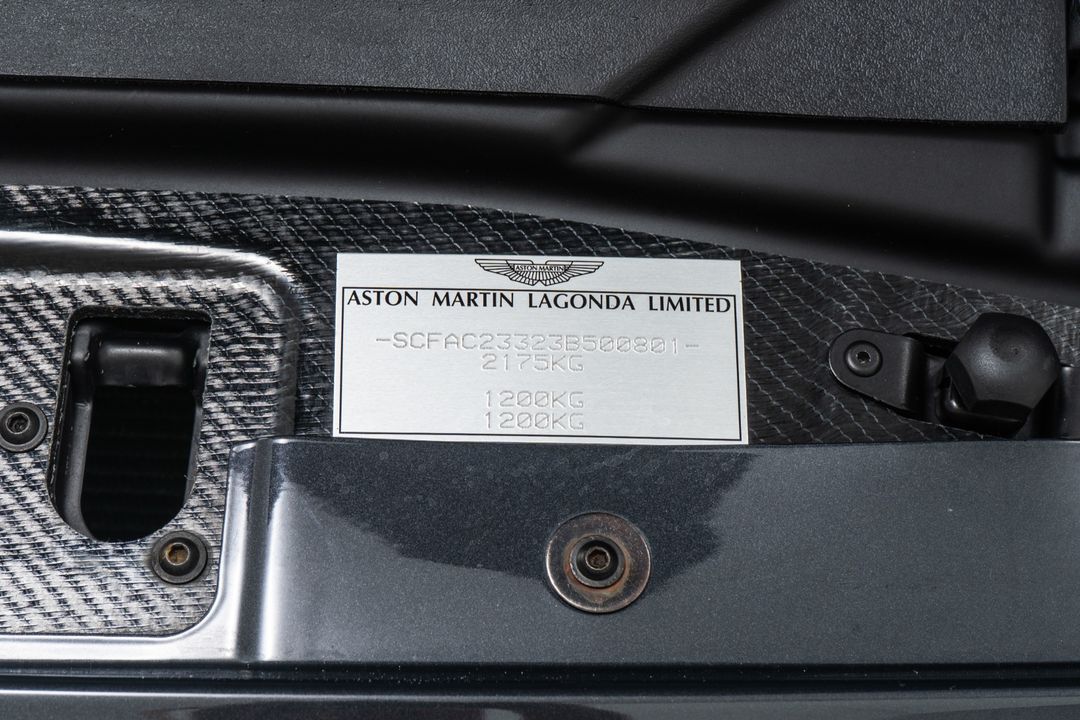 ASTON MARTIN
ASTON MARTIN LAGONDA LIMITED
-SCFAC23323B500801-
2175KG
1200KG
1200KG